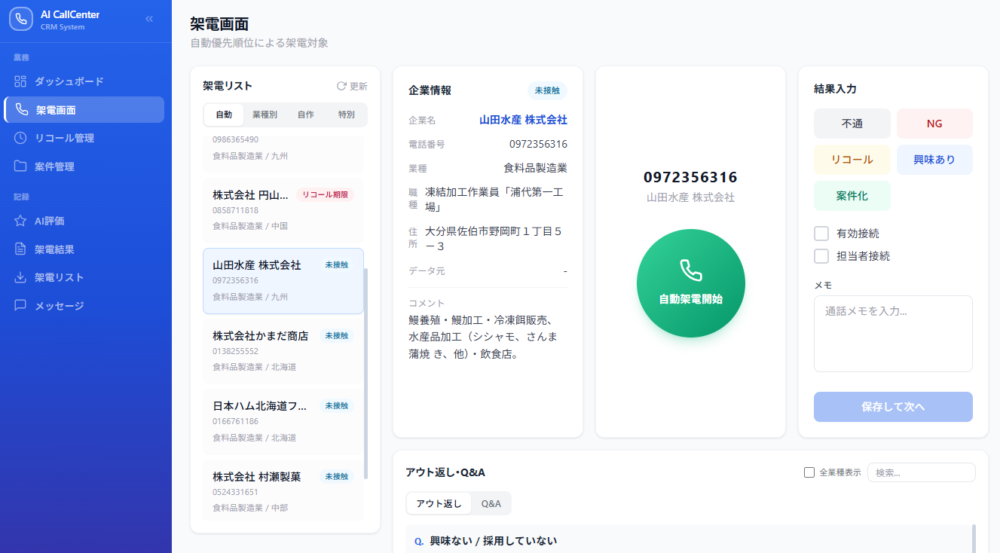 AI CallCenter
CRM System
«
業務
ダッシュボード
架電画面
リコール管理
案件管理
記録
AI評価
架電結果
架電リスト
メッセージ
架電画面
自動優先順位による架電対象
架電リスト
更新
自動 業種別 自作 特別
0986365490
食料品製造業 / 九州
株式会社 円山... リコール期限
0858711818
食料品製造業 / 中国
山田水産 株式会社 未接触
0972356316
食料品製造業 / 九州
株式会社かまだ商店 未接触
0138255552
食料品製造業 / 北海道
日本ハム北海道フ... 未接触
0166761186
食料品製造業 / 北海道
株式会社 村瀬製菓 未接触
0524331651
食料品製造業 / 中部
企業情報 未接触
企業名 山田水産 株式会社
電話番号 0972356316
業種 食料品製造業
職種 凍結加工作業員「浦代第一工
場」
住所 大分県佐伯市野岡町１丁目５
－３
データ元 -
コメント
鰻養殖・鰻加工・冷凍餌販売、
水産品加工（シシャモ、さんま
蒲焼 き、他）・飲食店。
0972356316
山田水産 株式会社
自動架電開始
結果入力
不通 NG
リコール 興味あり
案件化
有効接続
担当者接続
メモ
通話メモを入力...
保存して次へ
アウト返し・Q&A
全業種表示 検索...
アウト返し Q&A
Q. 興味ない / 採用していない